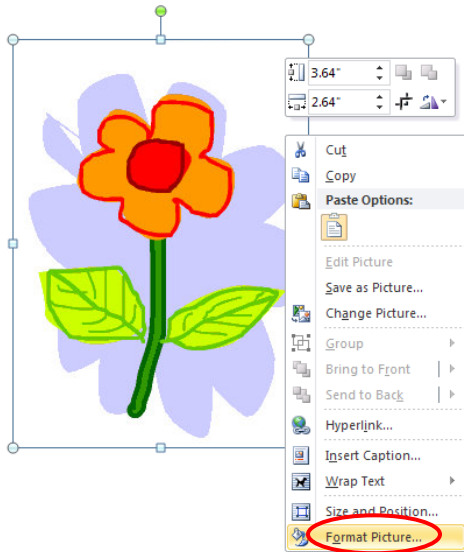 3.64"
2.64"
Cut
Copy
Paste Options:
Edit Picture
Save as Picture...
Change Picture...
Group
Bring to Front
Send to Back
Hyperlink...
Insert Caption...
Wrap Text
Size and Position...
Format Picture...